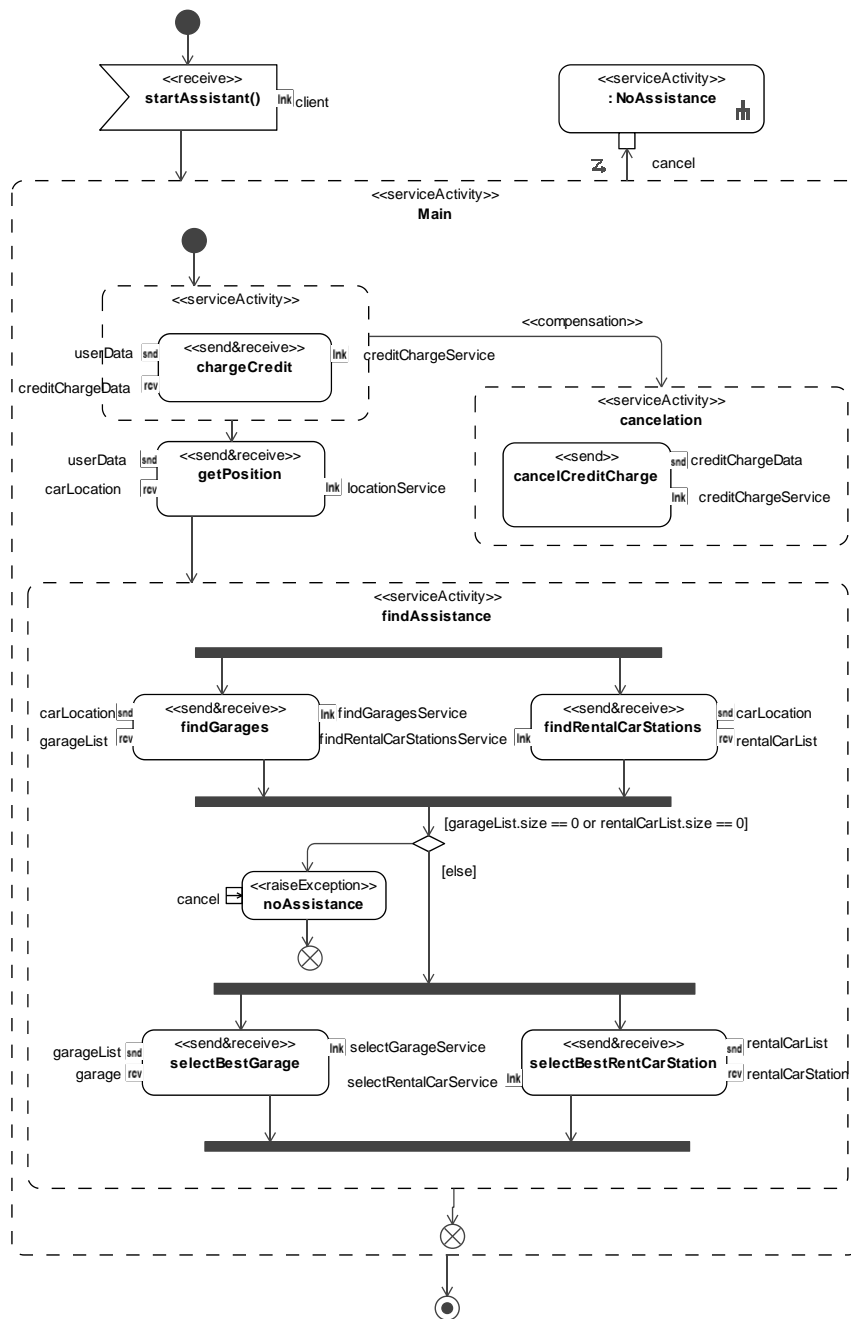 <<receive>>
startAssistant()
lnk
client
<<serviceActivity>>
: NoAssistance
cancel
<<serviceActivity>>
Main
<<serviceActivity>>
<<send&receive>>
chargeCredit
userData
snd
creditChargeData
rcv
lnk
creditChargeService
<<compensation>>
<<serviceActivity>>
cancelation
<<send>>
cancelCreditCharge
snd
creditChargeData
lnk
creditChargeService
<<send&receive>>
getPosition
userData
snd
carLocation
rcv
lnk
locationService
<<serviceActivity>>
findAssistance
<<send&receive>>
findGarages
carLocation
snd
garageList
rcv
lnk
findGaragesService
findRentalCarStationsService
lnk
<<send&receive>>
findRentalCarStations
snd
carLocation
rcv
rentalCarList
[garageList.size == 0 or rentalCarList.size == 0]
[else]
<<raiseException>>
noAssistance
cancel
<<send&receive>>
selectBestGarage
garageList
snd
garage
rcv
lnk
selectGarageService
selectRentalCarService
lnk
<<send&receive>>
selectBestRentCarStation
snd
rentalCarList
rcv
rentalCarStation